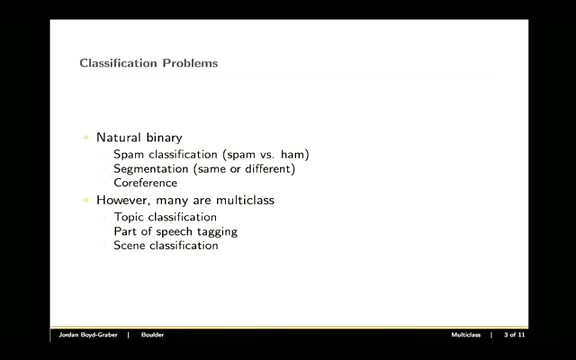 Classification Problems
Natural binary
Spam classification (spam vs. ham)
Segmentation (same or different)
Coreference
However, many are multiclass
Topic classification
Part of speech tagging
Scene classification
Jordan Boyd-Graber | Boulder Multiclass | 3 of 11